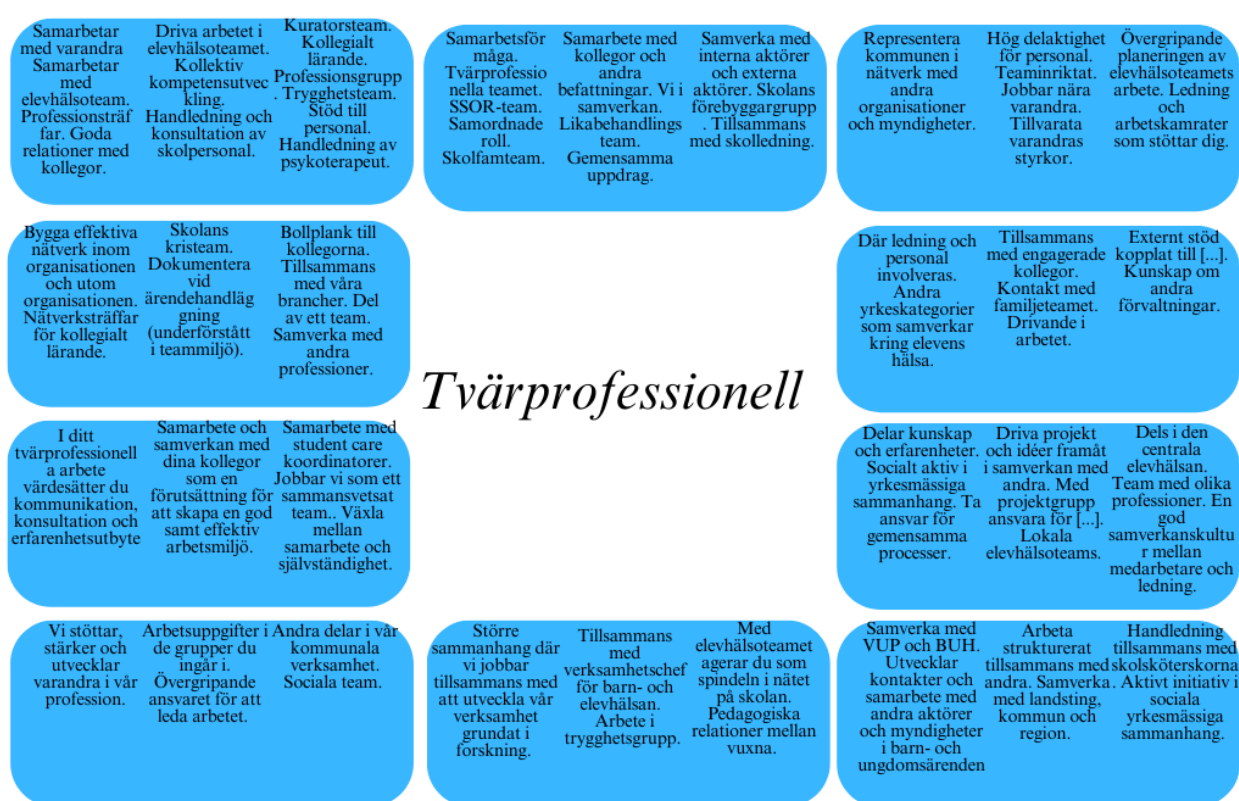 Samarbetar
med varandra
Samarbetar
med
elevhälsoteam.
Professionsträf
far. Goda
relationer med
kollegor.
Driva arbetet i
elevhälsoteamet.
Kollektiv
kompetensutvec
kling.
Handledning och
konsultation av
skolpersonal.
Kuratorsteam.
Kollegialt
lärande.
Professionsgrupp
. Trygghetsteam.
Stöd till
personal.
Handledning av
psykoterapeut.
Samarbetsför
måga.
Tvärprofessio
nella teamet.
SSOR-team.
Samordnade
roll.
Skolfamteam.
Samarbete med
kollegor och
andra
befattningar. Vi i
samverkan.
Likabehandlings
team.
Gemensamma
uppdrag.
Samverka med
interna aktörer
och externa
aktörer. Skolans
förebyggargrupp
. Tillsammans
med skolledning.
Representera
kommunen i
nätverk med
andra
organisationer
och myndigheter.
Hög delaktighet
för personal.
Teaminriktat.
Jobbar nära
varandra.
Tillvarata
varandras
styrkor.
Övergripande
planeringen av
elevhälsoteamets
arbete. Ledning
och
arbetskamrater
som stöttar dig.
Bygga effektiva
nätverk inom
organisationen
och utom
organisationen.
Nätverksträffar
för kollegialt
lärande.
Skolans
kristeam.
Dokumentera
vid
ärendehandläg
gning
(underförstått
i teammiljö).
Bollplank till
kollegorna.
Tillsammans
med våra
brancher. Del
av ett team.
Samverka med
andra
professioner.
Tvärprofessionell
Där ledning och
personal
involveras.
Andra
yrkeskategorier
som samverkar
kring elevens
hälsa.
Tillsammans
med engagerade
kollegor.
Kontakt med
familjeteamet.
Drivande i
arbetet.
Externt stöd
kopplat till [...].
Kunskap om
andra
förvaltningar.
I ditt
tvärprofessionell
a arbete
värdesätter du
kommunikation,
konsultation och
erfarenhetsutbyte
Samarbete och
samverkan med
dina kollegor
som en
förutsättning för
att skapa en god
samt effektiv
arbetsmiljö.
Samarbete med
student care
koordinatorer.
Jobbar vi som ett
sammansvetsat
team.. Växla
mellan
samarbete och
självständighet.
Delar kunskap
och erfarenheter.
Socialt aktiv i
yrkesmässiga
sammanhang. Ta
ansvar för
gemensamma
processer.
Driva projekt
och idéer framåt
i samverkan med
andra. Med
projektgrupp
ansvara för [...].
Lokala
elevhälsoteams.
Dels i den
centrala
elevhälsan.
Team med olika
professioner. En
god
samverkanskultu
r mellan
medarbetare och
ledning.
Vi stöttar,
stärker och
utvecklar
varandra i vår
profession.
Arbetsuppgifter i
de grupper du
ingår i.
Övergripande
ansvaret för att
leda arbetet.
Andra delar i vår
kommunala
verksamhet.
Sociala team.
Större
sammanhang där
vi jobbar
tillsammans med
att utveckla vår
verksamhet
grundat i
forskning.
Tillsammans
med
verksamhetschef
för barn- och
elevhälsan.
Arbete i
trygghetsgrupp.
Med
elevhälsoteamet
agerar du som
spindeln i nätet
på skolan.
Pedagogiska
relationer mellan
vuxna.
Samverka med
VUP och BUH.
Utvecklar
kontakter och
samarbete med
andra aktörer
och myndigheter
i barn- och
ungdomsärenden
Arbeta
strukturerat
tillsammans med
andra. Samverka
med landsting,
kommun och
region.
Handledning
tillsammans med
skolsköterskorna
. Aktivt initiativ i
sociala
yrkesmässiga
sammanhang.